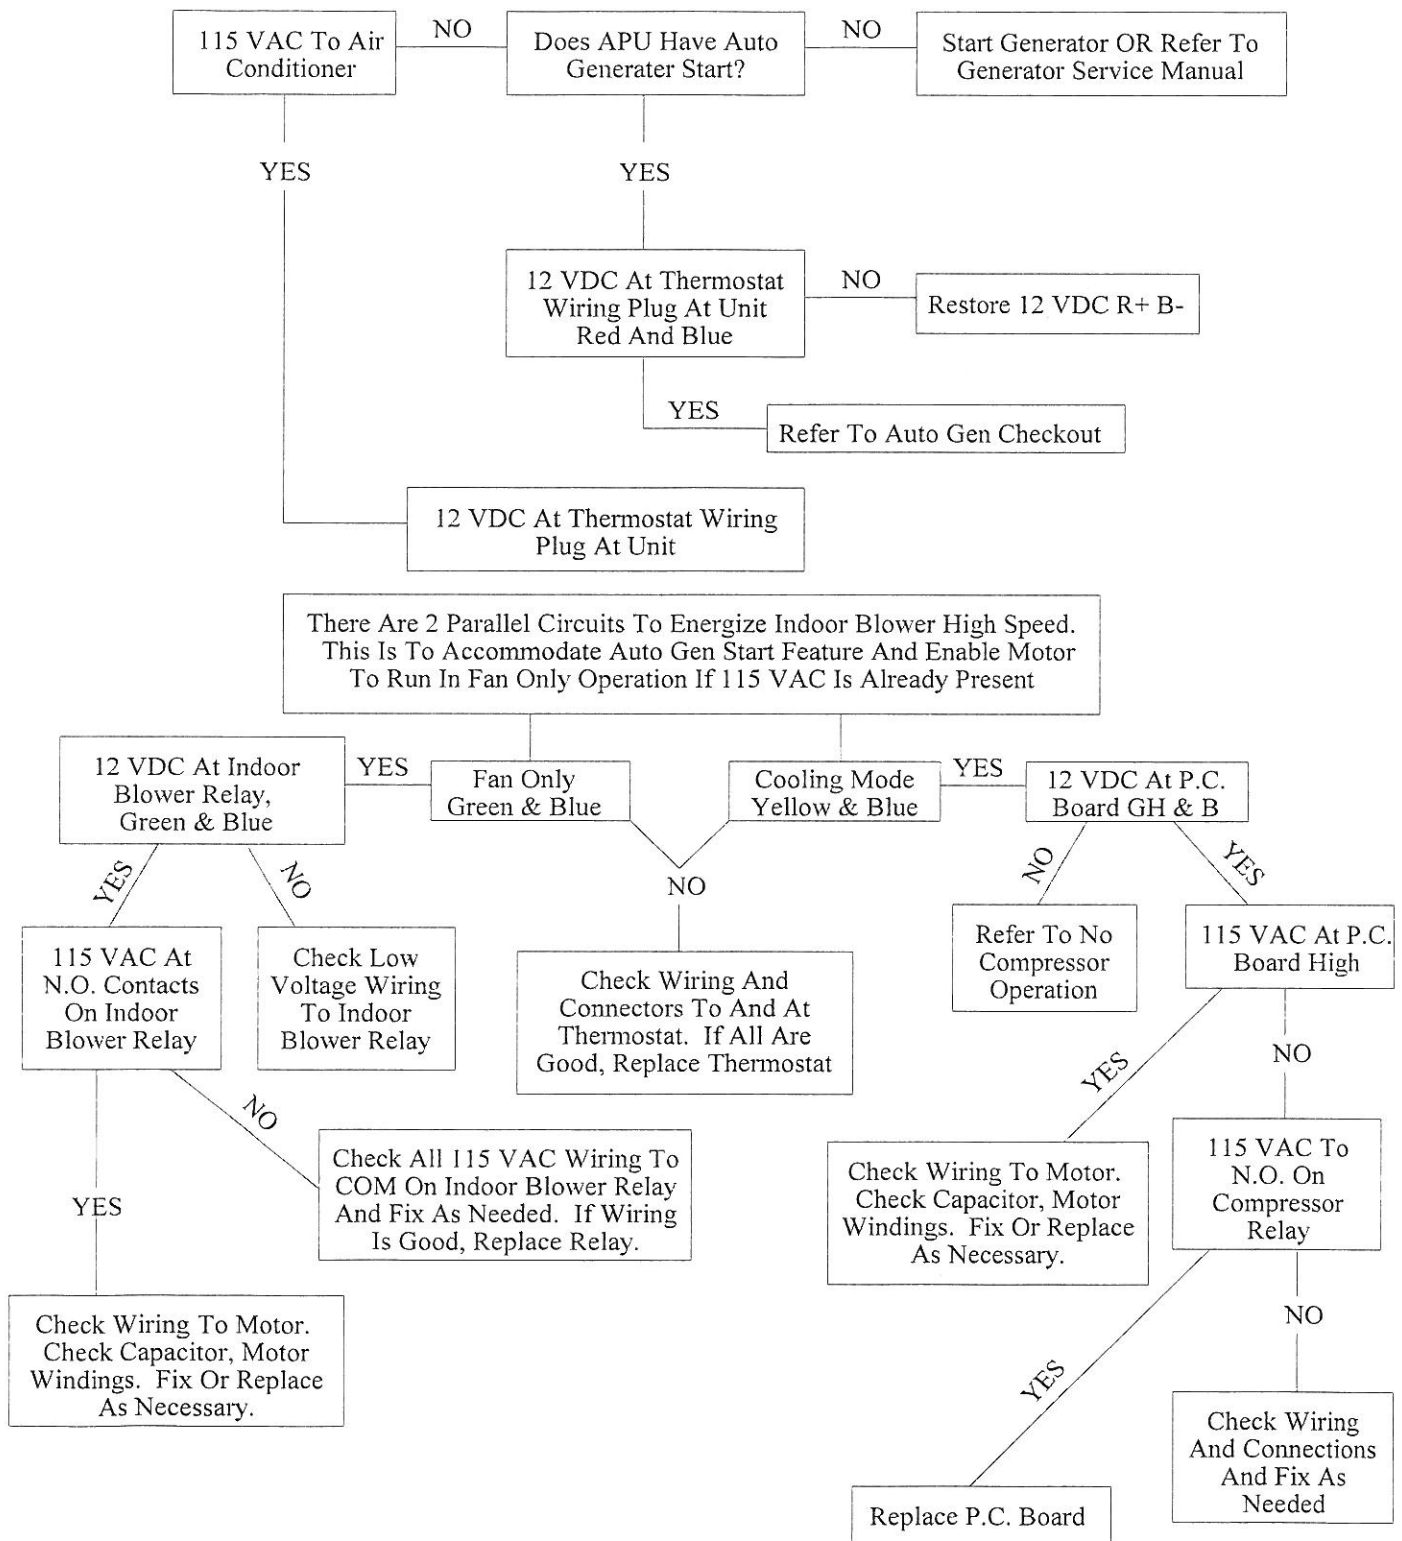 115 VAC To Air
Conditioner
NO
Does APU Have Auto
Generater Start?
NO
Start Generator OR Refer To
Generator Service Manual
YES
YES
12 VDC At Thermostat
Wiring Plug At Unit
Red And Blue
NO
Restore 12 VDC R+ B-
YES
Refer To Auto Gen Checkout
12 VDC At Thermostat Wiring
Plug At Unit
There Are 2 Parallel Circuits To Energize Indoor Blower High Speed.
This Is To Accommodate Auto Gen Start Feature And Enable Motor
To Run In Fan Only Operation If 115 VAC Is Already Present
12 VDC At Indoor
Blower Relay,
Green & Blue
YES
Fan Only
Green & Blue
Cooling Mode
Yellow & Blue
YES
12 VDC At P.C.
Board GH & B
YES
NO
NO
NO
YES
115 VAC At
N.O. Contacts
On Indoor
Blower Relay
Check Low
Voltage Wiring
To Indoor
Blower Relay
Check Wiring And
Connectors To And At
Thermostat. If All Are
Good, Replace Thermostat
Refer To No
Compressor
Operation
115 VAC At P.C.
Board High
YES
NO
NO
YES
Check All 115 VAC Wiring To
COM On Indoor Blower Relay
And Fix As Needed. If Wiring
Is Good, Replace Relay.
Check Wiring To Motor.
Check Capacitor, Motor
Windings. Fix Or Replace
As Necessary.
115 VAC To
N.O. On
Compressor
Relay
Check Wiring To Motor.
Check Capacitor, Motor
Windings. Fix Or Replace
As Necessary.
YES
NO
Replace P.C. Board
Check Wiring
And Connections
And Fix As
Needed